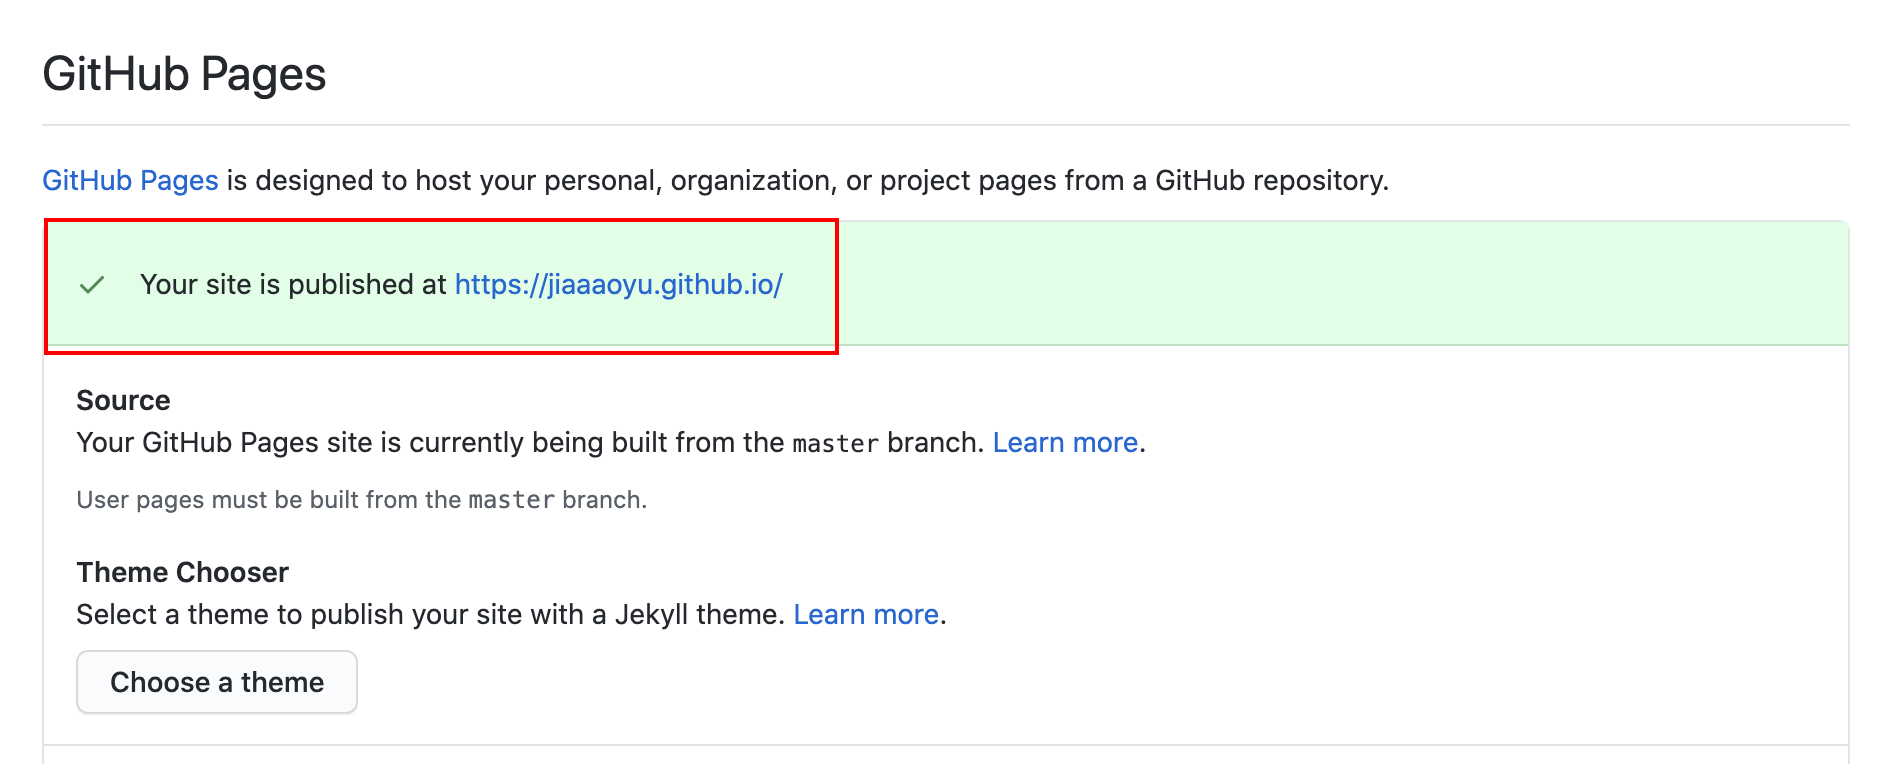 GitHub Pages
GitHub Pages is designed to host your personal, organization, or project pages from a GitHub repository.
Your site is published at https://jiaaaoyu.github.io/
Source
Your GitHub Pages site is currently being built from the master branch. Learn more.
User pages must be built from the master branch.
Theme Chooser
Select a theme to publish your site with a Jekyll theme. Learn more.
Choose a theme